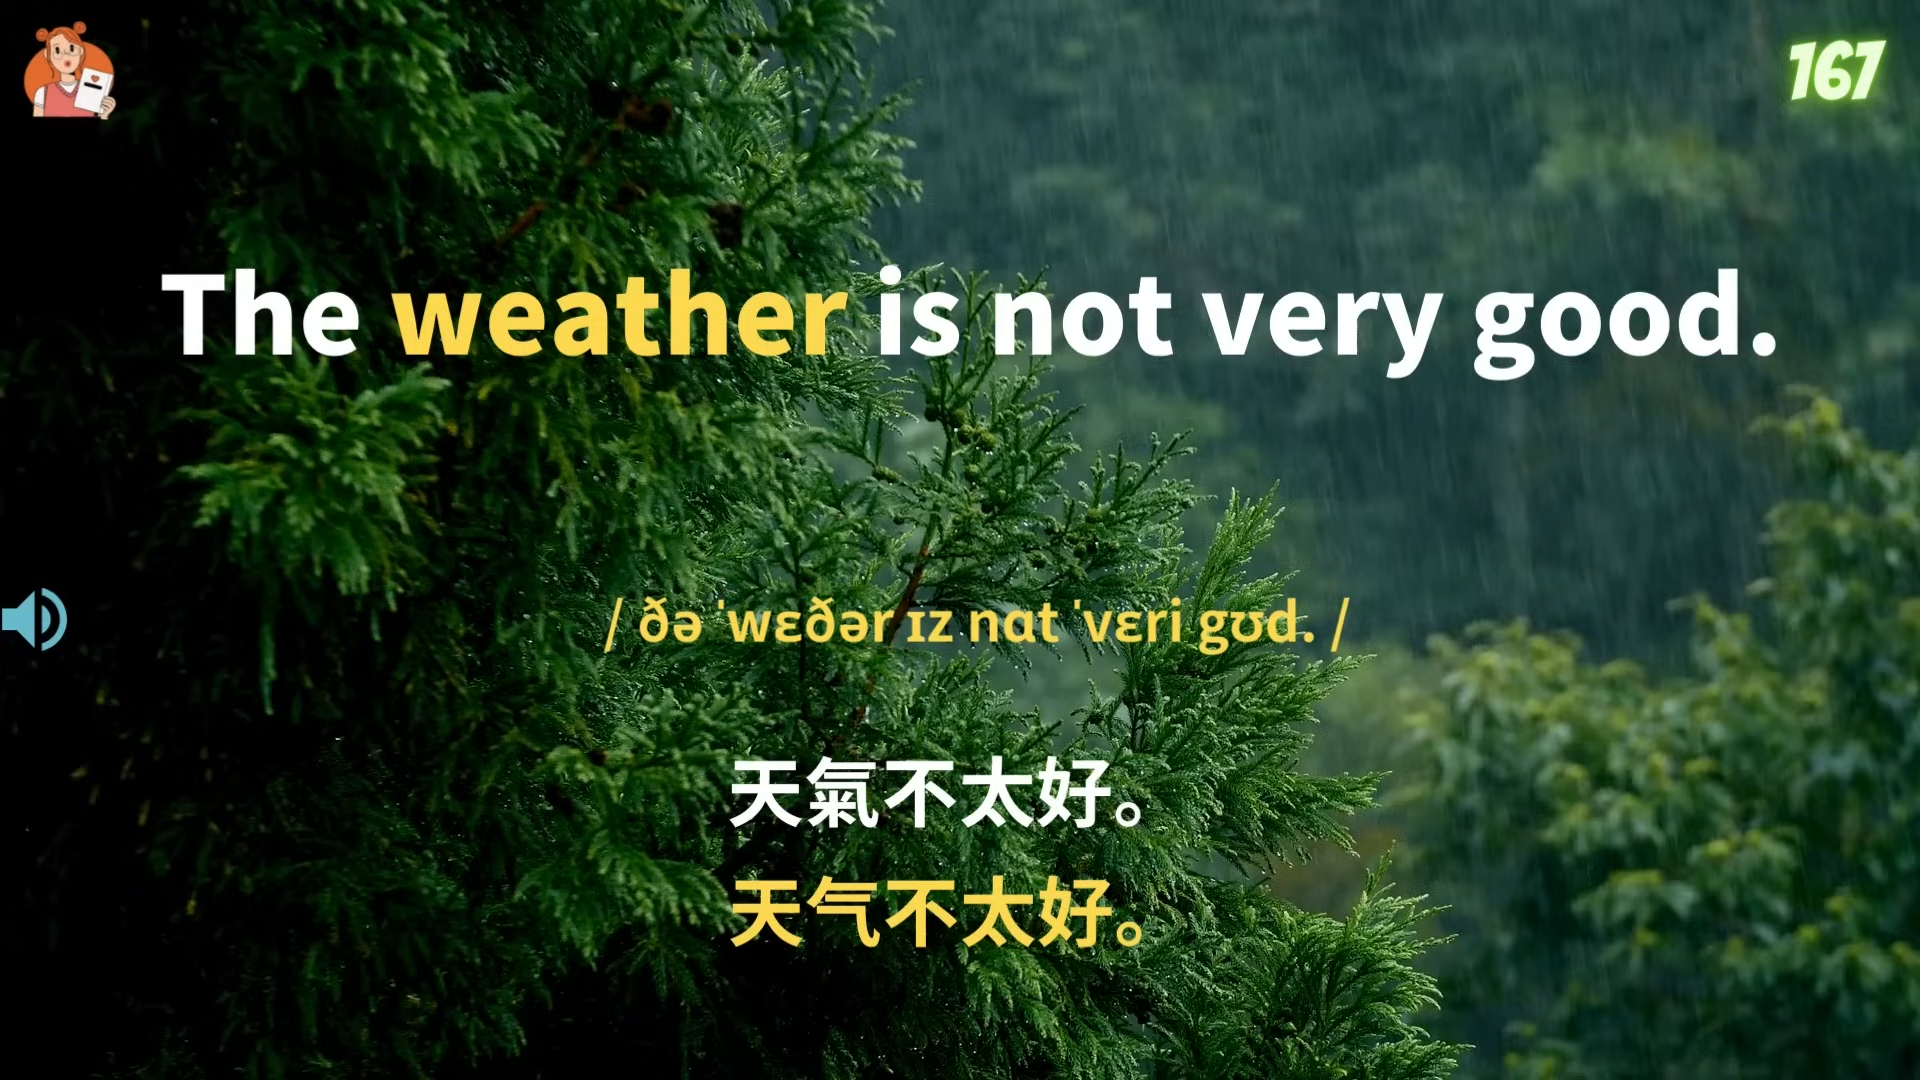 167
The weather is not very good.
/ ðə ˈwɛðər ɪz nɑt ˈvɛri gʊd. /
天氣不太好。
天气不太好。